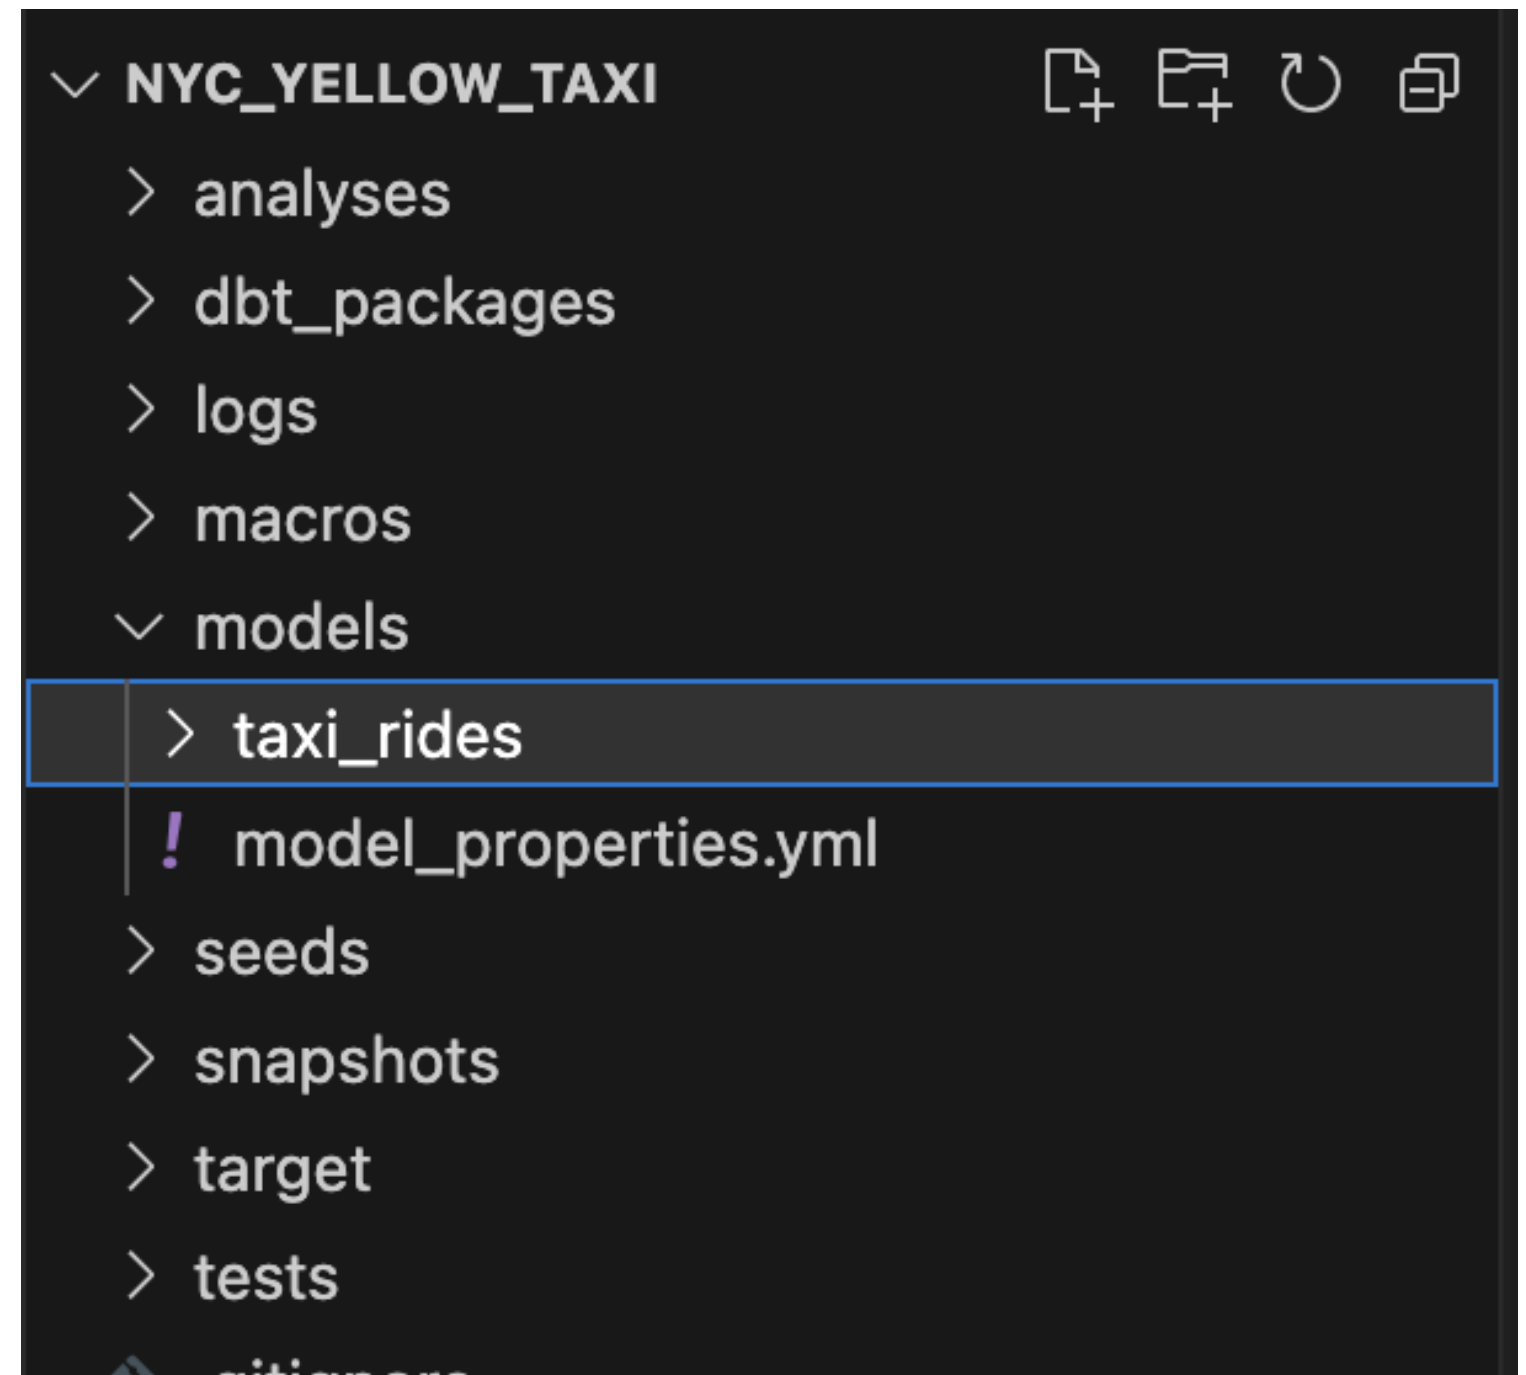 NYC_YELLOW_TAXI
analyses
dbt_packages
logs
macros
models
taxi_rides
! model_properties.yml
seeds
snapshots
target
tests